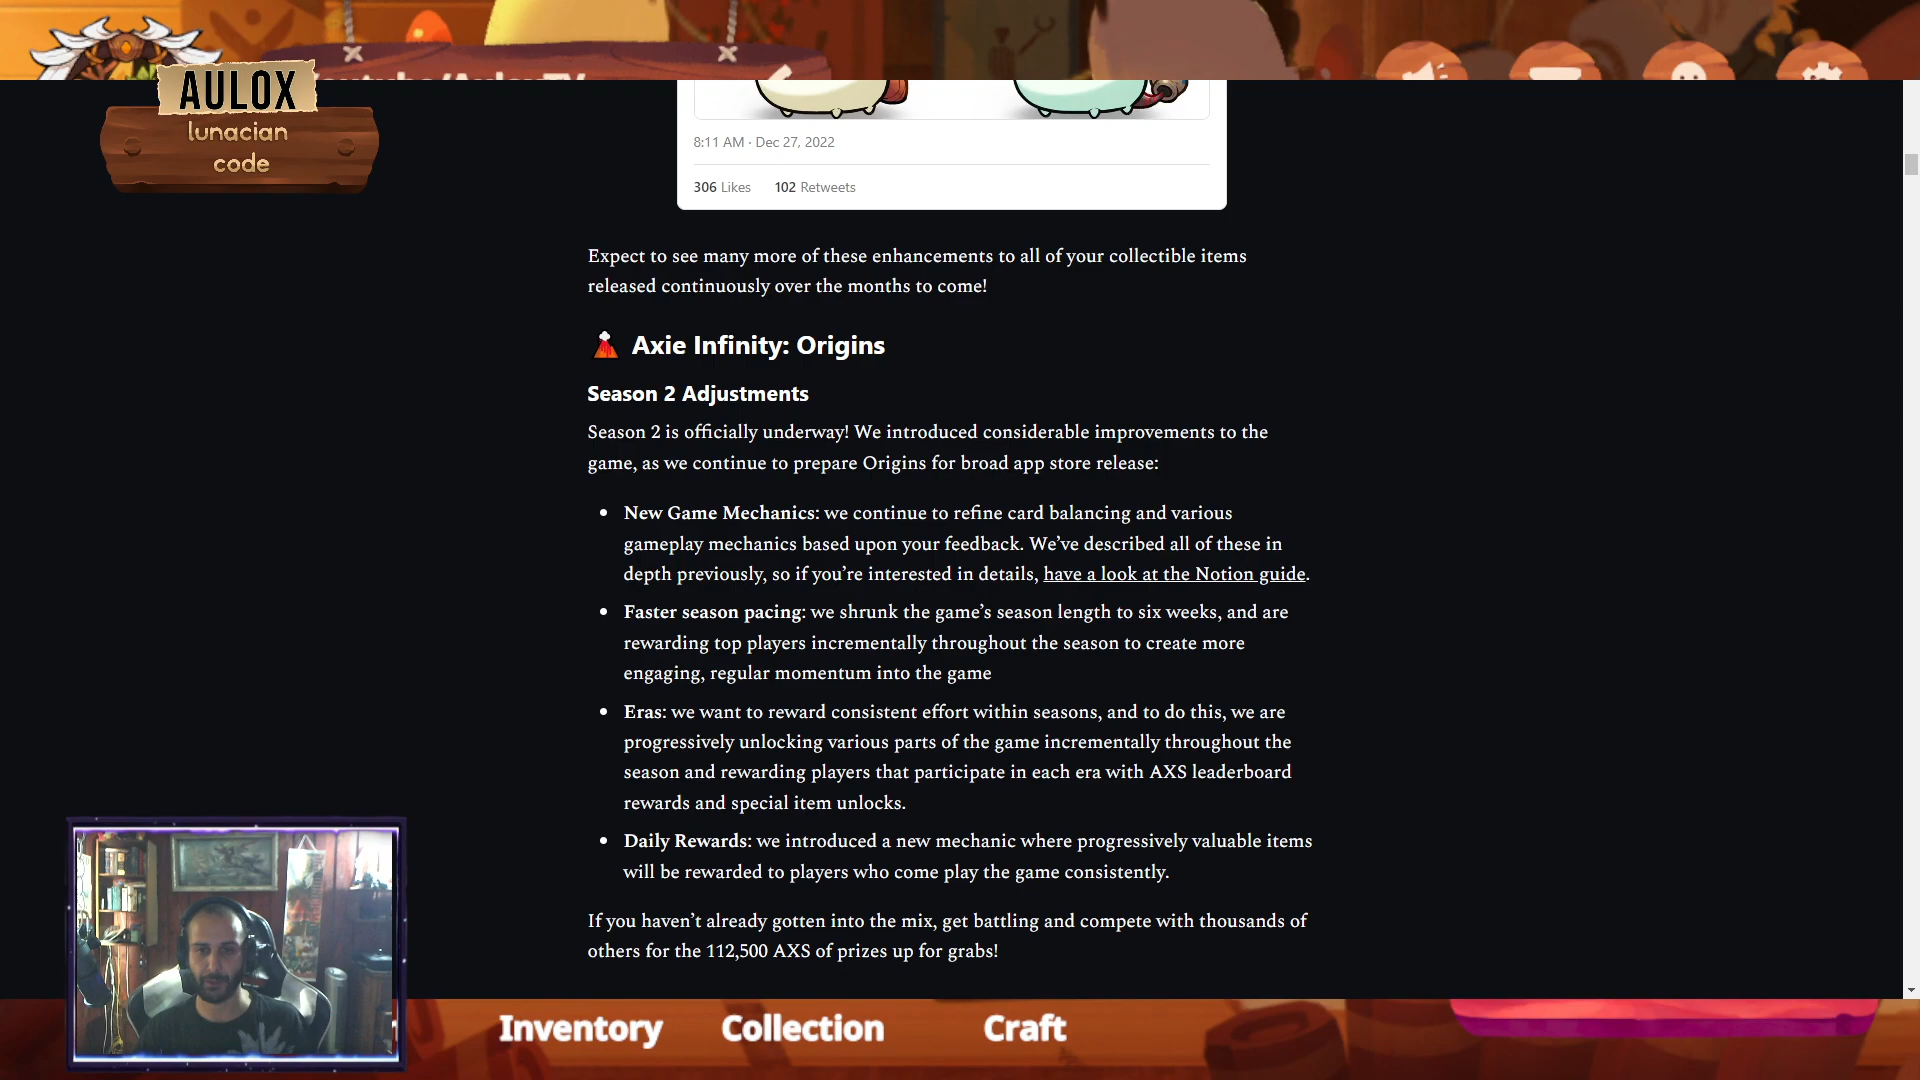 AULOX
lunacian
code
8:11 AM · Dec 27, 2022
306 Likes 102 Retweets
Expect to see many more of these enhancements to all of your collectible items
released continuously over the months to come!
Axie Infinity: Origins
Season 2 Adjustments
Season 2 is officially underway! We introduced considerable improvements to the
game, as we continue to prepare Origins for broad app store release:
• New Game Mechanics: we continue to refine card balancing and various
gameplay mechanics based upon your feedback. We’ve described all of these in
depth previously, so if you’re interested in details, have a look at the Notion guide.
• Faster season pacing: we shrunk the game’s season length to six weeks, and are
rewarding top players incrementally throughout the season to create more
engaging, regular momentum into the game
• Eras: we want to reward consistent effort within seasons, and to do this, we are
progressively unlocking various parts of the game incrementally throughout the
season and rewarding players that participate in each era with AXS leaderboard
rewards and special item unlocks.
• Daily Rewards: we introduced a new mechanic where progressively valuable items
will be rewarded to players who come play the game consistently.
If you haven’t already gotten into the mix, get battling and compete with thousands of
others for the 112,500 AXS of prizes up for grabs!
Inventory Collection Craft